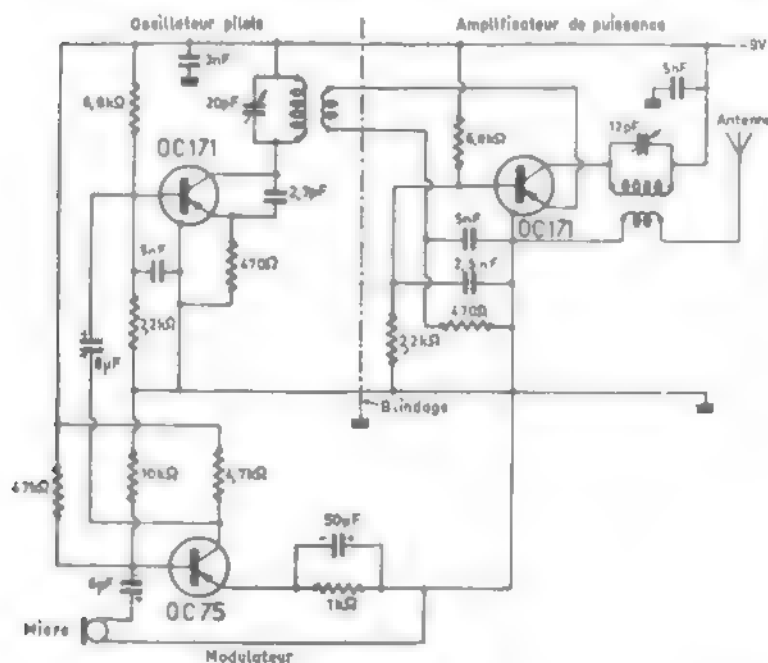 Oscillateur pilote
Amplificateur de puissance
-9V
3nF
5nF
20pF
12pF
Antenne
6,8kΩ
6,8kΩ
OC171
OC171
2,7pF
5nF
5nF
470Ω
2,5nF
470Ω
2,2kΩ
2,2kΩ
8µF
Blindage
47kΩ
10kΩ
4,7kΩ
50µF
- +
1kΩ
OC75
Micro
Modulateur